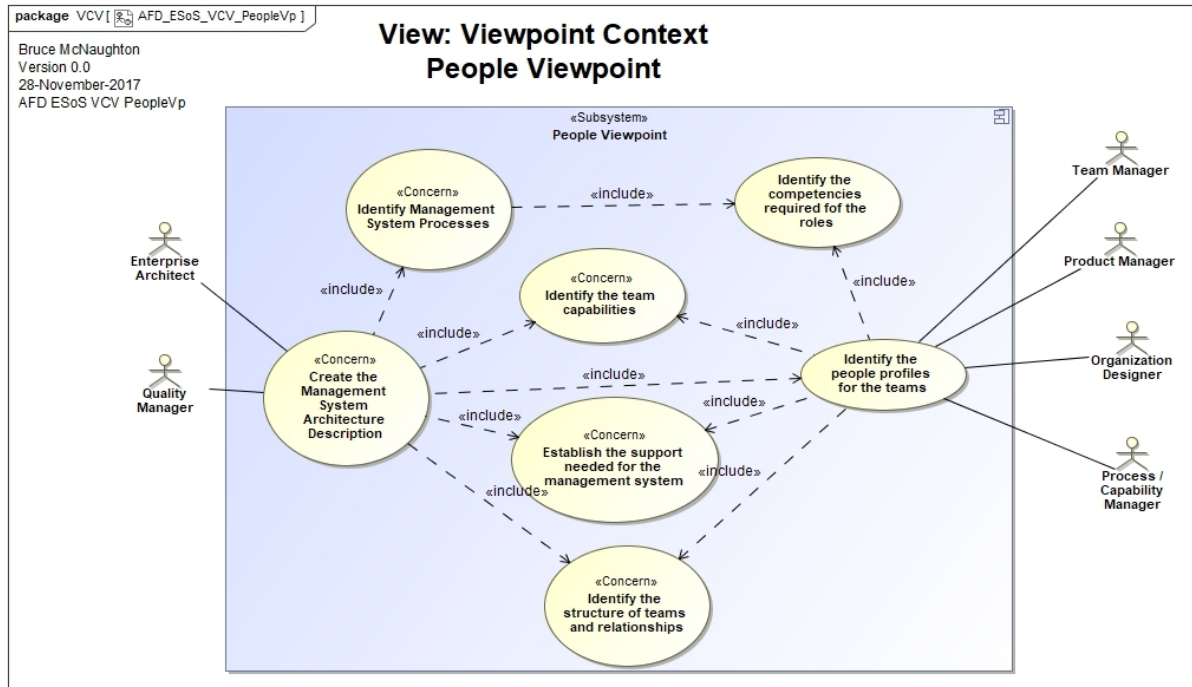 package VCV [ AFD_ESoS_VCV_PeopleVp ]
Bruce McNaughton
Version 0.0
28-November-2017
AFD ESoS VCV PeopleVp
View: Viewpoint Context
People Viewpoint
«Subsystem»
People Viewpoint
«Concern»
Identify Management
System Processes
«include»
Identify the
competencies
required fof the
roles
Team Manager
Enterprise
Architect
«include»
«Concern»
Identify the team
capabilities
«include»
«include»
«include»
Product Manager
«Concern»
Create the
Management
System
Architecture
Description
Quality
Manager
«include»
Identify the
people profiles
for the teams
Organization
Designer
«include»
«include»
«Concern»
Establish the support
needed for the
management system
«include»
«include»
Process /
Capability
Manager
«Concern»
Identify the
structure of teams
and relationships